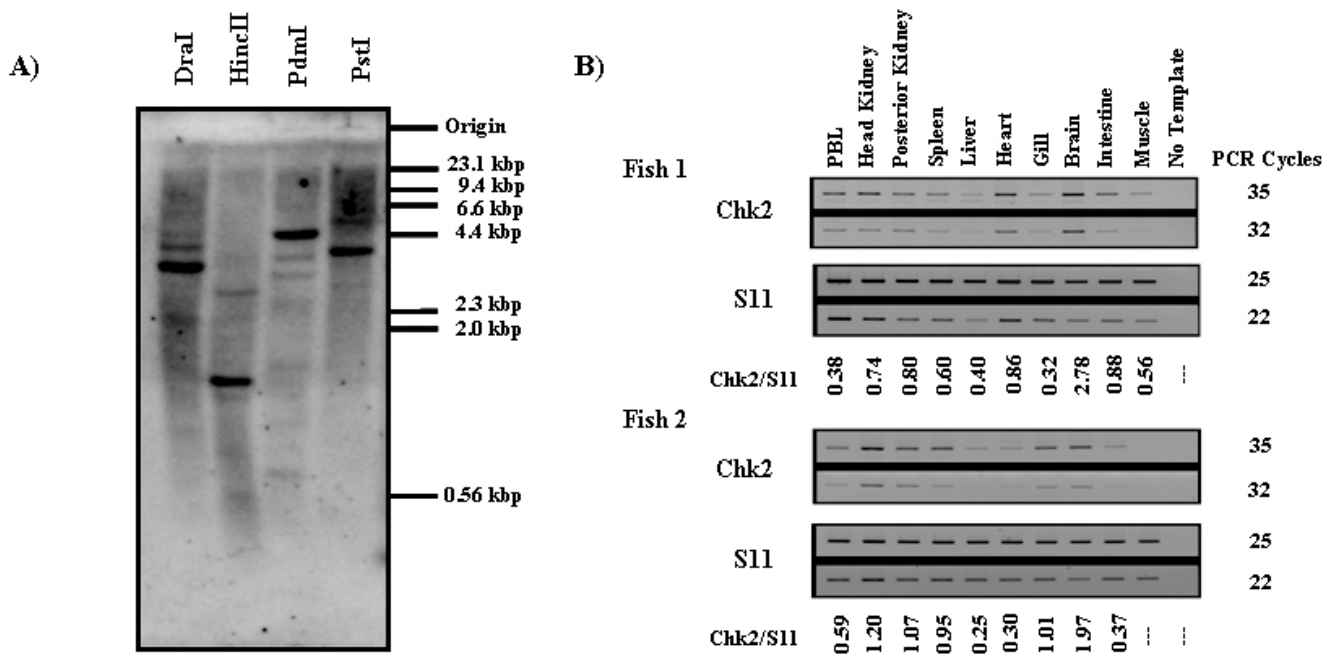 A)
DraI
HincII
PdmI
PstI
Origin
23.1 kbp
9.4 kbp
6.6 kbp
4.4 kbp
2.3 kbp
2.0 kbp
0.56 kbp
B)
PBL
Head Kidney
Posterior Kidney
Spleen
Liver
Heart
Gill
Brain
Intestine
Muscle
No Template
PCR Cycles
Fish 1
Chk2
35
32
S11
25
22
Chk2/S11 0.38 0.74 0.80 0.60 0.40 0.86 0.32 2.78 0.88 0.56 ---
Fish 2
Chk2
35
32
S11
25
22
Chk2/S11 0.59 1.20 1.07 0.95 0.25 0.30 1.01 1.97 0.37 --- ---